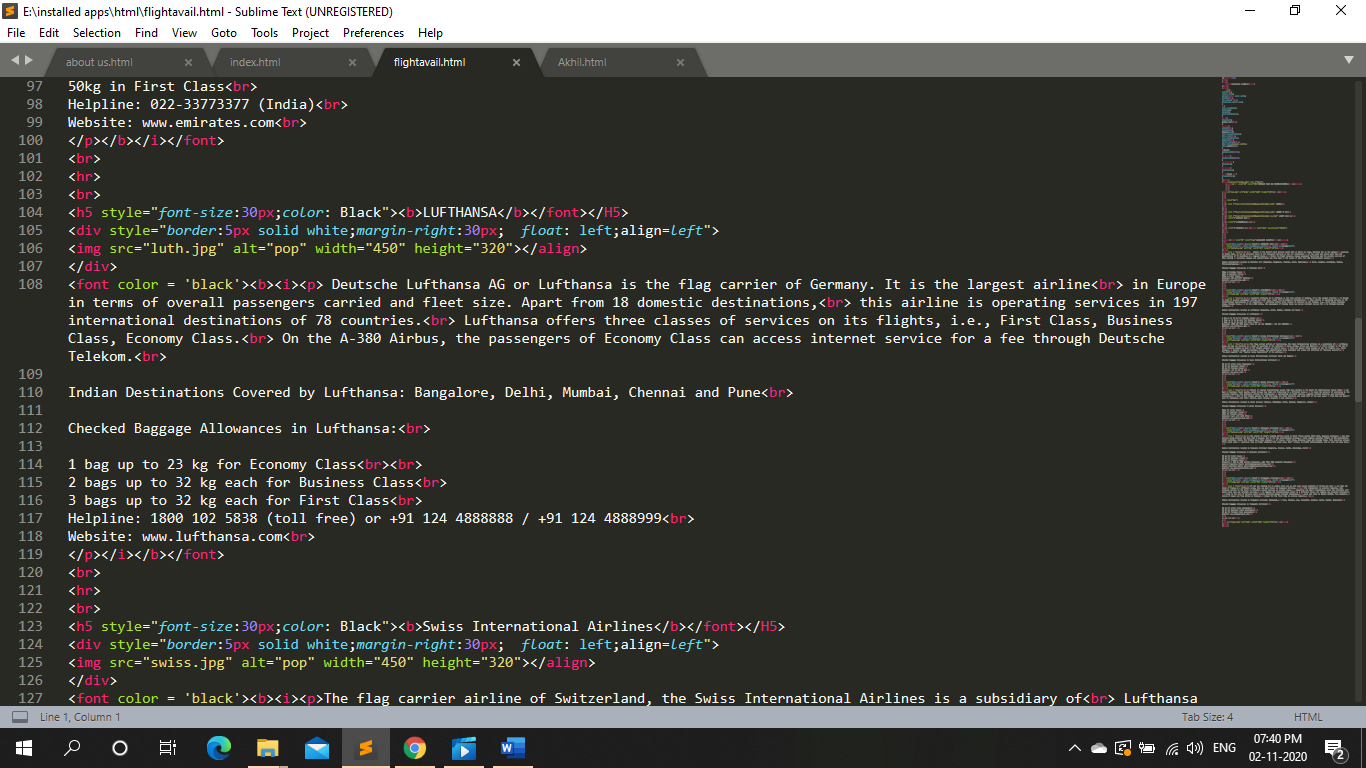 E:\installed apps\html\flightavail.html - Sublime Text (UNREGISTERED)
File Edit Selection Find View Goto Tools Project Preferences Help
about us.html index.html flightavail.html Akhil.html
97 50kg in First Class<br>
98 Helpline: 022-33773377 (India)<br>
99 Website: www.emirates.com<br>
100 </p></b></i></font>
101 <br>
102 <hr>
103 <br>
104 <h5 style="font-size:30px;color: Black"><b>LUFTHANSA</b></font></H5>
105 <div style="border:5px solid white;margin-right:30px;  float: left;align=left">
106 <img src="luth.jpg" alt="pop" width="450" height="320"></align>
107 </div>
108 <font color = 'black'><b><i><p> Deutsche Lufthansa AG or Lufthansa is the flag carrier of Germany. It is the largest airline<br> in Europe
in terms of overall passengers carried and fleet size. Apart from 18 domestic destinations,<br> this airline is operating services in 197
international destinations of 78 countries.<br> Lufthansa offers three classes of services on its flights, i.e., First Class, Business
Class, Economy Class.<br> On the A-380 Airbus, the passengers of Economy Class can access internet service for a fee through Deutsche
Telekom.<br>
109
110 Indian Destinations Covered by Lufthansa: Bangalore, Delhi, Mumbai, Chennai and Pune<br>
111
112 Checked Baggage Allowances in Lufthansa:<br>
113
114 1 bag up to 23 kg for Economy Class<br><br>
115 2 bags up to 32 kg each for Business Class<br>
116 3 bags up to 32 kg each for First Class<br>
117 Helpline: 1800 102 5838 (toll free) or +91 124 4888888 / +91 124 4888999<br>
118 Website: www.lufthansa.com<br>
119 </p></i></b></font>
120 <br>
121 <hr>
122 <br>
123 <h5 style="font-size:30px;color: Black"><b>Swiss International Airlines</b></font></H5>
124 <div style="border:5px solid white;margin-right:30px;  float: left;align=left">
125 <img src="swiss.jpg" alt="pop" width="450" height="320"></align>
126 </div>
127 <font color = 'black'><b><i><p>The flag carrier airline of Switzerland, the Swiss International Airlines is a subsidiary of<br> Lufthansa
Line 1, Column 1 Tab Size: 4 HTML
ENG 07:40 PM
02-11-2020 2